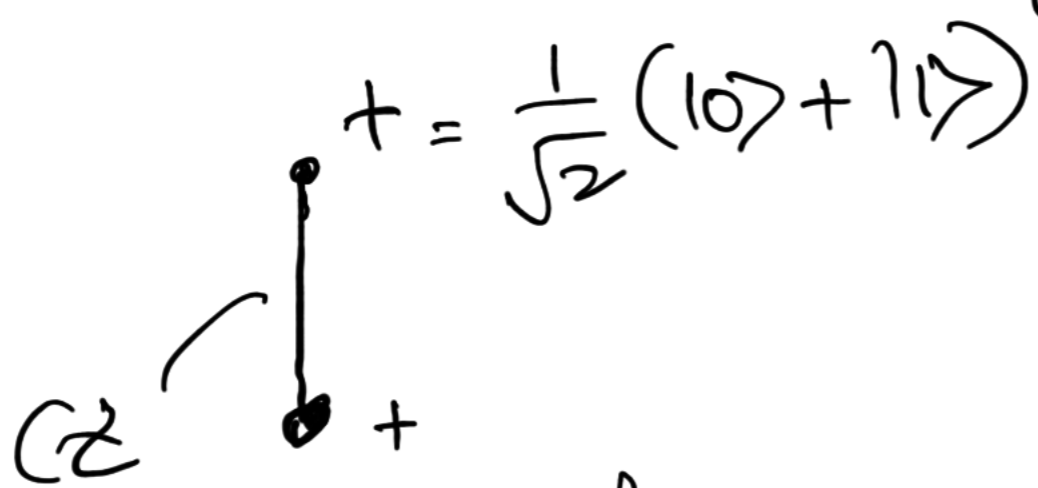 + = 1/√2 (|0⟩ + |1⟩)
CZ
+